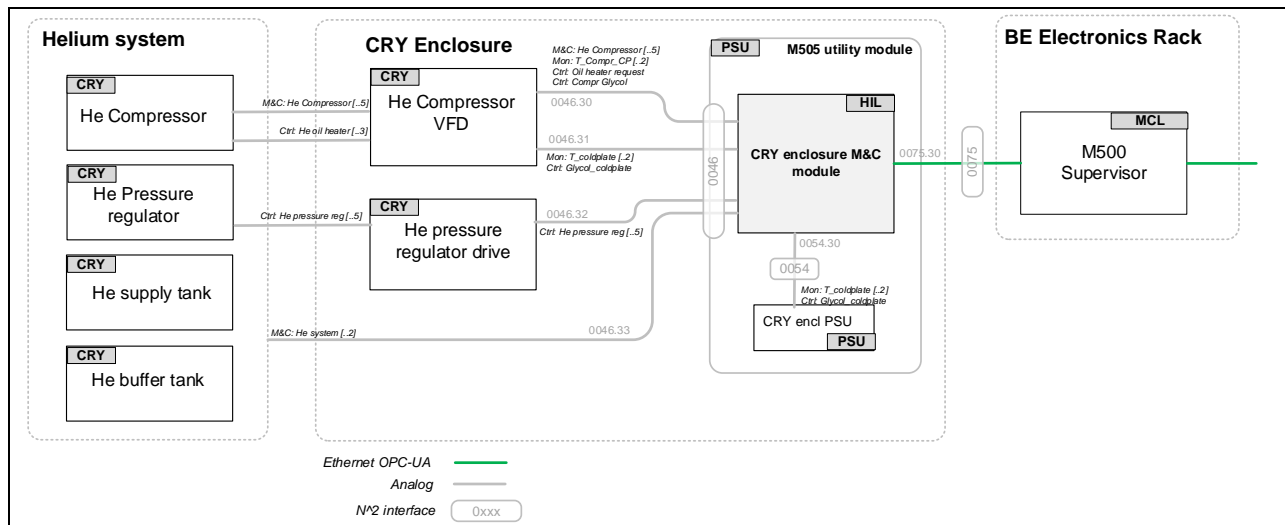 Helium system
CRY
He Compressor
CRY
He Pressure
regulator
CRY
He supply tank
CRY
He buffer tank
M&C: He Compressor [..5]
Ctrl: He oil heater [..3]
Ctrl: He pressure reg [..5]
M&C: He system [..2]
CRY Enclosure
CRY
He Compressor
VFD
CRY
He pressure
regulator drive
M&C: He Compressor [..5]
Mon: T_Compr_CP [..2]
Ctrl: Oil heater request
Ctrl: Compr Glycol
0046.30
0046.31
Mon: T_coldplate [..2]
Ctrl: Glycol_coldplate
0046.32
Ctrl: He pressure reg [..5]
0046.33
0046
PSU
M505 utility module
HIL
CRY enclosure M&C
module
0054.30
0054
Mon: T_coldplate [..2]
Ctrl: Glycol_coldplate
CRY encl PSU
PSU
0075.30
0075
BE Electronics Rack
MCL
M500
Supervisor
Ethernet OPC-UA
Analog
N^2 interface
0xxx